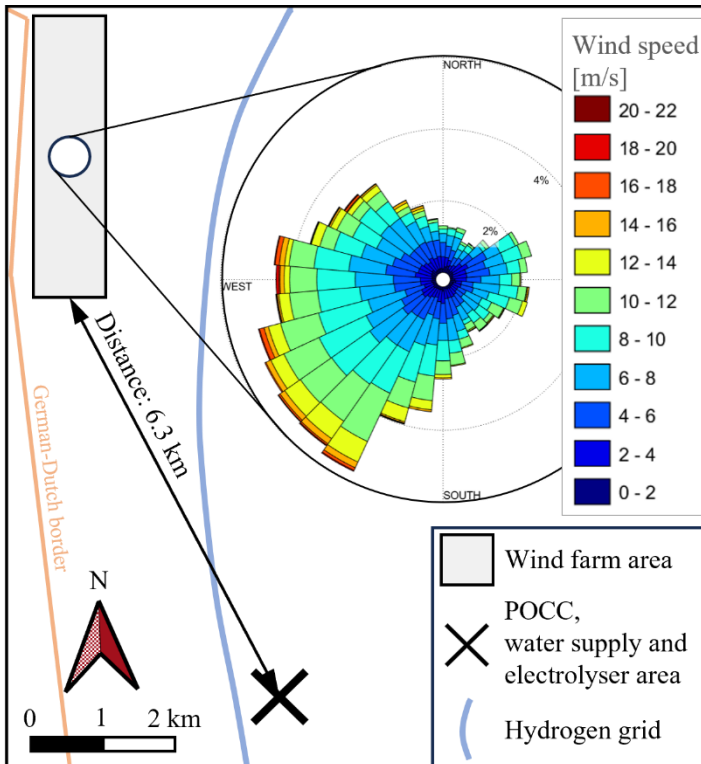 NORTH
4%
2%
WEST
SOUTH
Wind speed
[m/s]
20 - 22
18 - 20
16 - 18
14 - 16
12 - 14
10 - 12
8 - 10
6 - 8
4 - 6
2 - 4
0 - 2
Distance: 6.3 km
German-Dutch border
N
0 1 2 km
Wind farm area
POCC,
water supply and
electrolyser area
Hydrogen grid